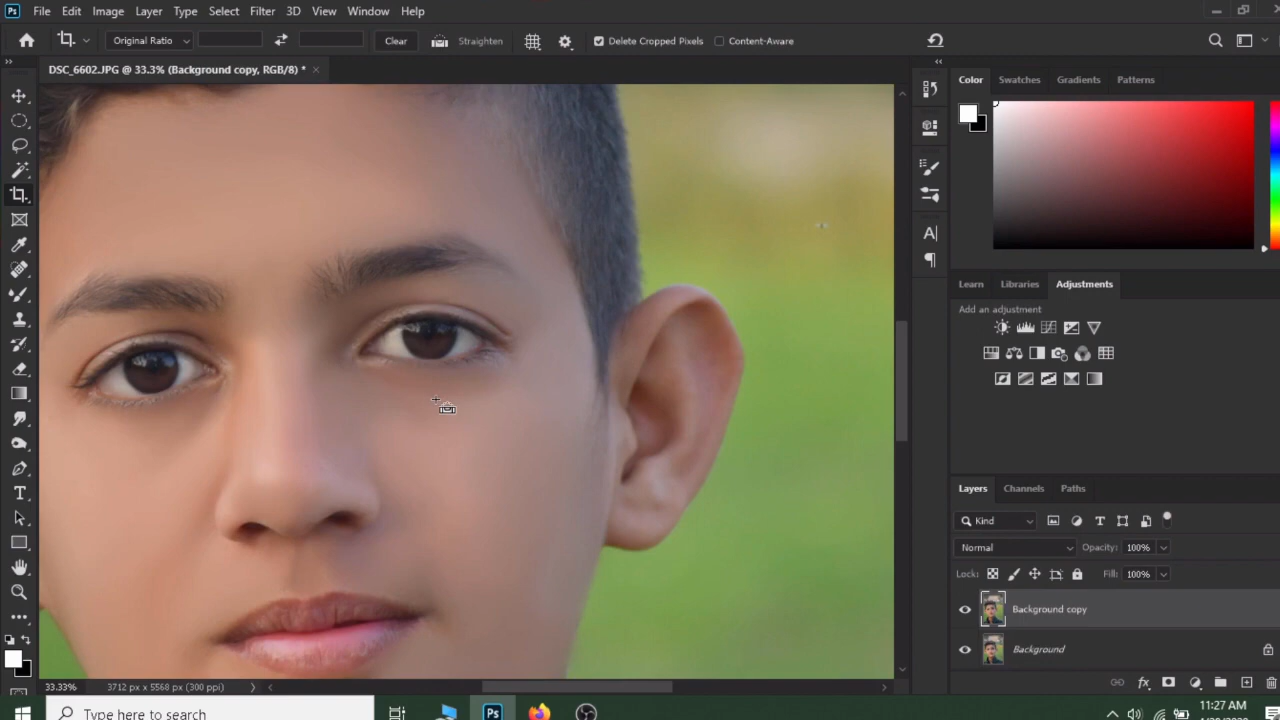 Ps File Edit Image Layer Type Select Filter 3D View Window Help
Original Ratio Clear Straighten Delete Cropped Pixels Content-Aware
DSC_6602.JPG @ 33.3% (Background copy, RGB/8) *
Color Swatches Gradients Patterns
Learn Libraries Adjustments
Add an adjustment
Layers Channels Paths
Kind
Normal Opacity: 100%
Lock: Fill: 100%
Background copy
Background
33.33% 3712 px x 5568 px (300 ppi)
Type here to search Ps 11:27 AM